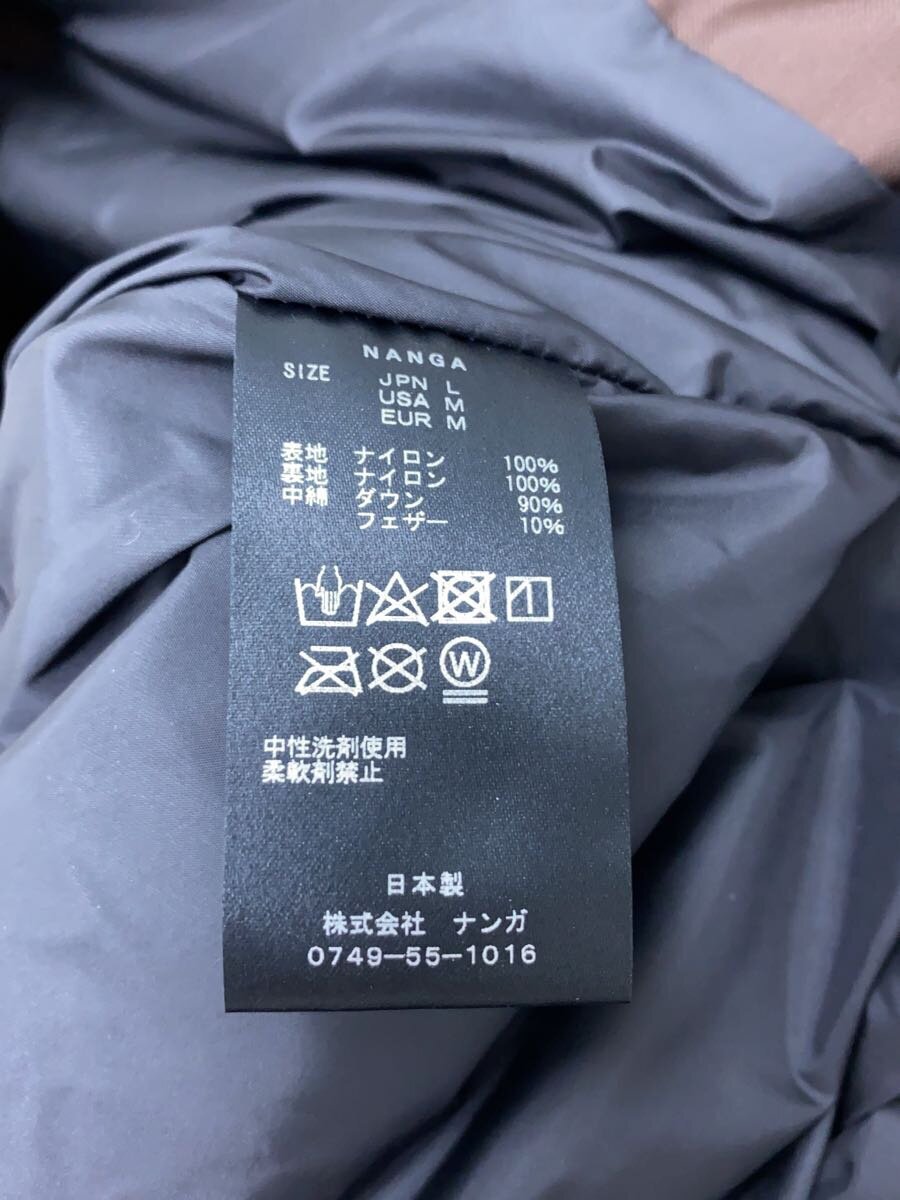 NANGA
SIZE JPN L
USA M
EUR M
表地 ナイロン 100%
裏地 ナイロン 100%
中綿 ダウン 90%
フェザー 10%
1
W
中性洗剤使用
柔軟剤禁止
日本製
株式会社 ナンガ
0749-55-1016